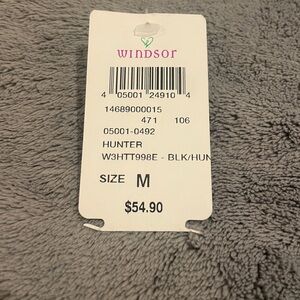 WINDSOR
4 05001 24910 4
14689000015
471 106
05001-0492
HUNTER
W3HTT998E - BLK/HUN
SIZE M
$54.90